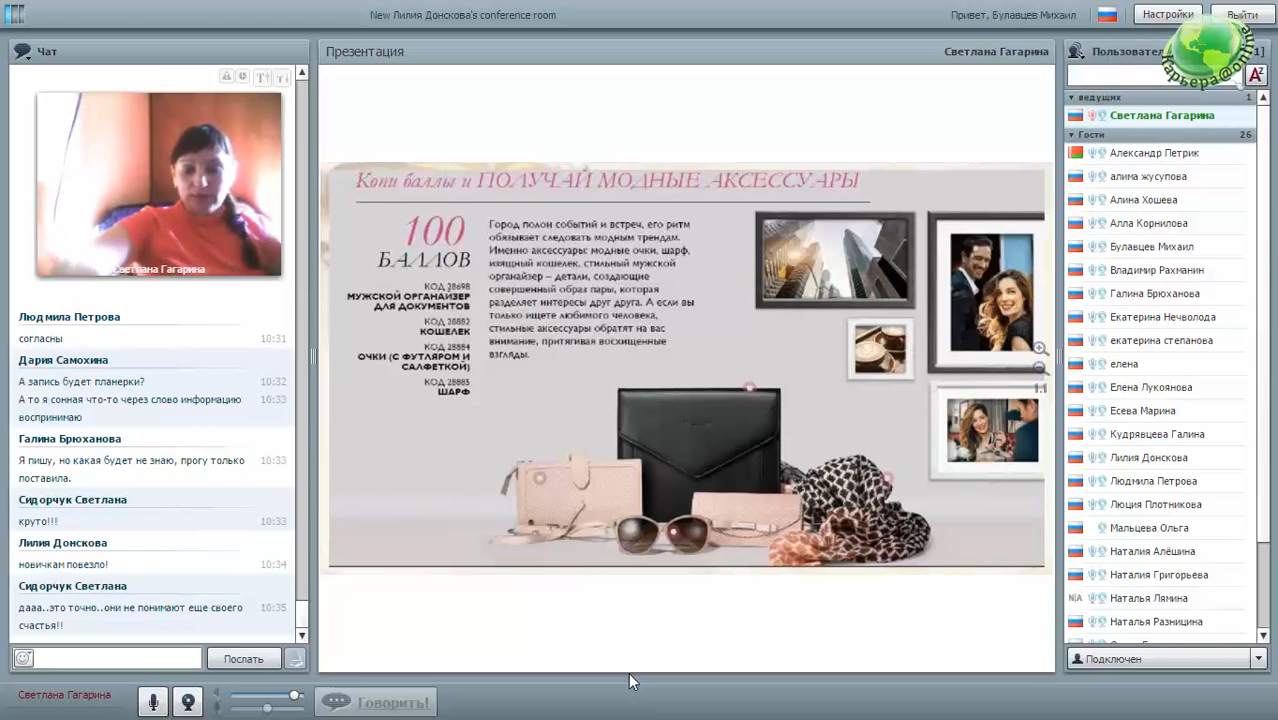 New Лилия Донскова's conference room
Привет, Булавцев Михаил
Настройки
Выйти
Чат
Светлана Гагарина
Людмила Петрова
согласны 10:31
Дария Самохина
А запись будет планерки? 10:32
А то я сонная что-то через слово информацию 10:33
воспринимаю
Галина Брюханова
Я пишу, но какая будет не знаю, прогу только 10:33
поставила.
Сидорчук Светлана
круто!!! 10:33
Лилия Донскова
новичкам повезло! 10:34
Сидорчук Светлана
дааа..это точно..они не понимают еще своего 10:35
счастья!!
Послать
Светлана Гагарина
Говорить!
Презентация
Светлана Гагарина
Копи баллы и ПОЛУЧАЙ МОДНЫЕ АКСЕССУАРЫ
100
БАЛЛОВ
КОД 28698
МУЖСКОЙ ОРГАНАЙЗЕР
ДЛЯ ДОКУМЕНТОВ
КОД 28882
КОШЕЛЕК
КОД 28884
ОЧКИ (С ФУТЛЯРОМ И
САЛФЕТКОЙ)
КОД 28885
ШАРФ
Город полон событий и встреч, его ритм
обязывает следовать модным трендам.
Именно аксессуары: модные очки, шарф,
изящный кошелек, стильный мужской
органайзер – детали, создающие
совершенный образ пары, которая
разделяет интересы друг друга. А если вы
только ищете любимого человека,
стильные аксессуары обратят на вас
внимание, притягивая восхищенные
взгляды.
1:1
Карьера@online
ведущих 1
Светлана Гагарина
Гости 26
Александр Петрик
алима жусупова
Алина Хошева
Алла Корнилова
Булавцев Михаил
Владимир Рахманин
Галина Брюханова
Екатерина Нечволода
екатерина степанова
елена
Елена Лукоянова
Есева Марина
Кудрявцева Галина
Лилия Донскова
Людмила Петрова
Люция Плотникова
Мальцева Ольга
Наталия Алёшина
Наталия Григорьева
N|A Наталья Лямина
Наталья Разницина
Подключен